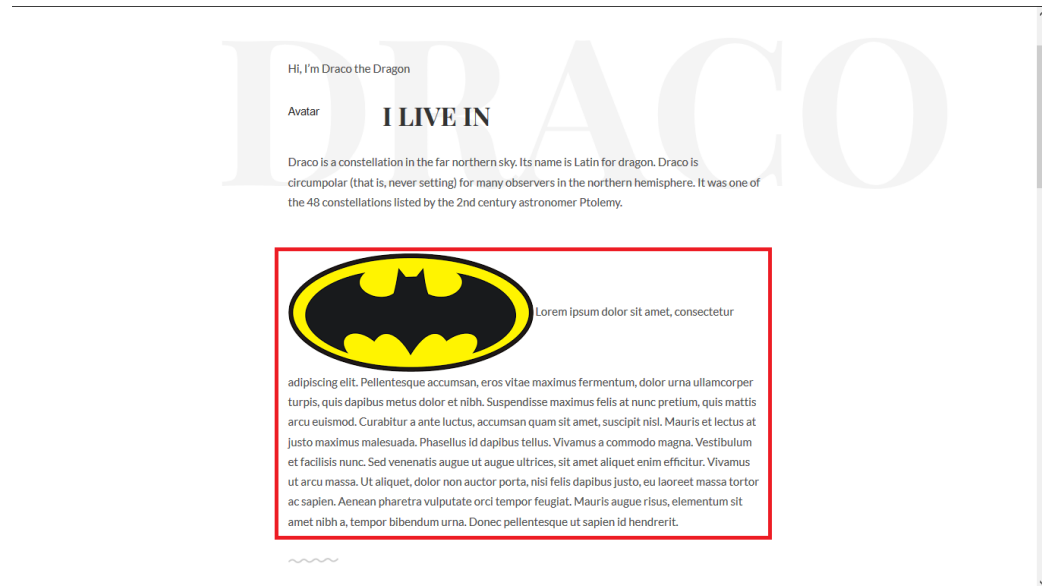 DRACO
Hi, I'm Draco the Dragon
Avatar
I LIVE IN
Draco is a constellation in the far northern sky. Its name is Latin for dragon. Draco is
circumpolar (that is, never setting) for many observers in the northern hemisphere. It was one of
the 48 constellations listed by the 2nd century astronomer Ptolemy.
Lorem ipsum dolor sit amet, consectetur
adipiscing elit. Pellentesque accumsan, eros vitae maximus fermentum, dolor urna ullamcorper
turpis, quis dapibus metus dolor et nibh. Suspendisse maximus felis at nunc pretium, quis mattis
arcu euismod. Curabitur a ante luctus, accumsan quam sit amet, suscipit nisl. Mauris et lectus at
justo maximus malesuada. Phasellus id dapibus tellus. Vivamus a commodo magna. Vestibulum
et facilisis nunc. Sed venenatis augue ut augue ultrices, sit amet aliquet enim efficitur. Vivamus
ut arcu massa. Ut aliquet, dolor non auctor porta, nisi felis dapibus justo, eu laoreet massa tortor
ac sapien. Aenean pharetra vulputate orci tempor feugiat. Mauris augue risus, elementum sit
amet nibh a, tempor bibendum urna. Donec pellentesque ut sapien id hendrerit.